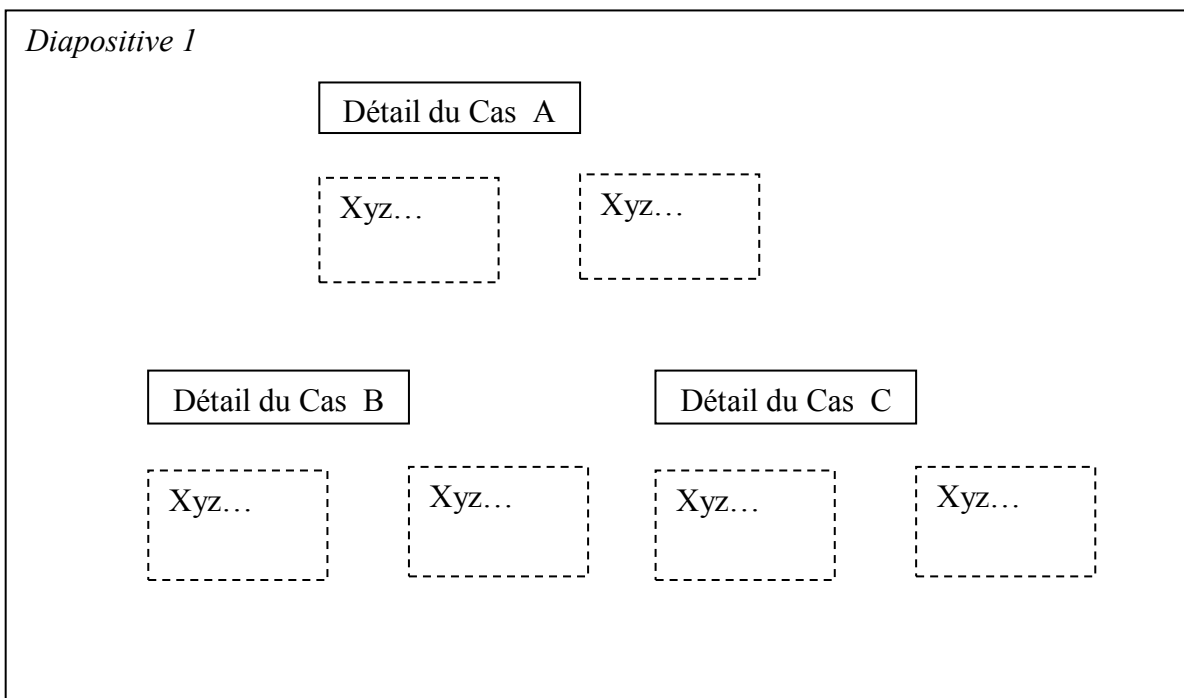 Diapositive 1
Détail du Cas A
Xyz…
Xyz…
Détail du Cas B
Détail du Cas C
Xyz…
Xyz…
Xyz…
Xyz…